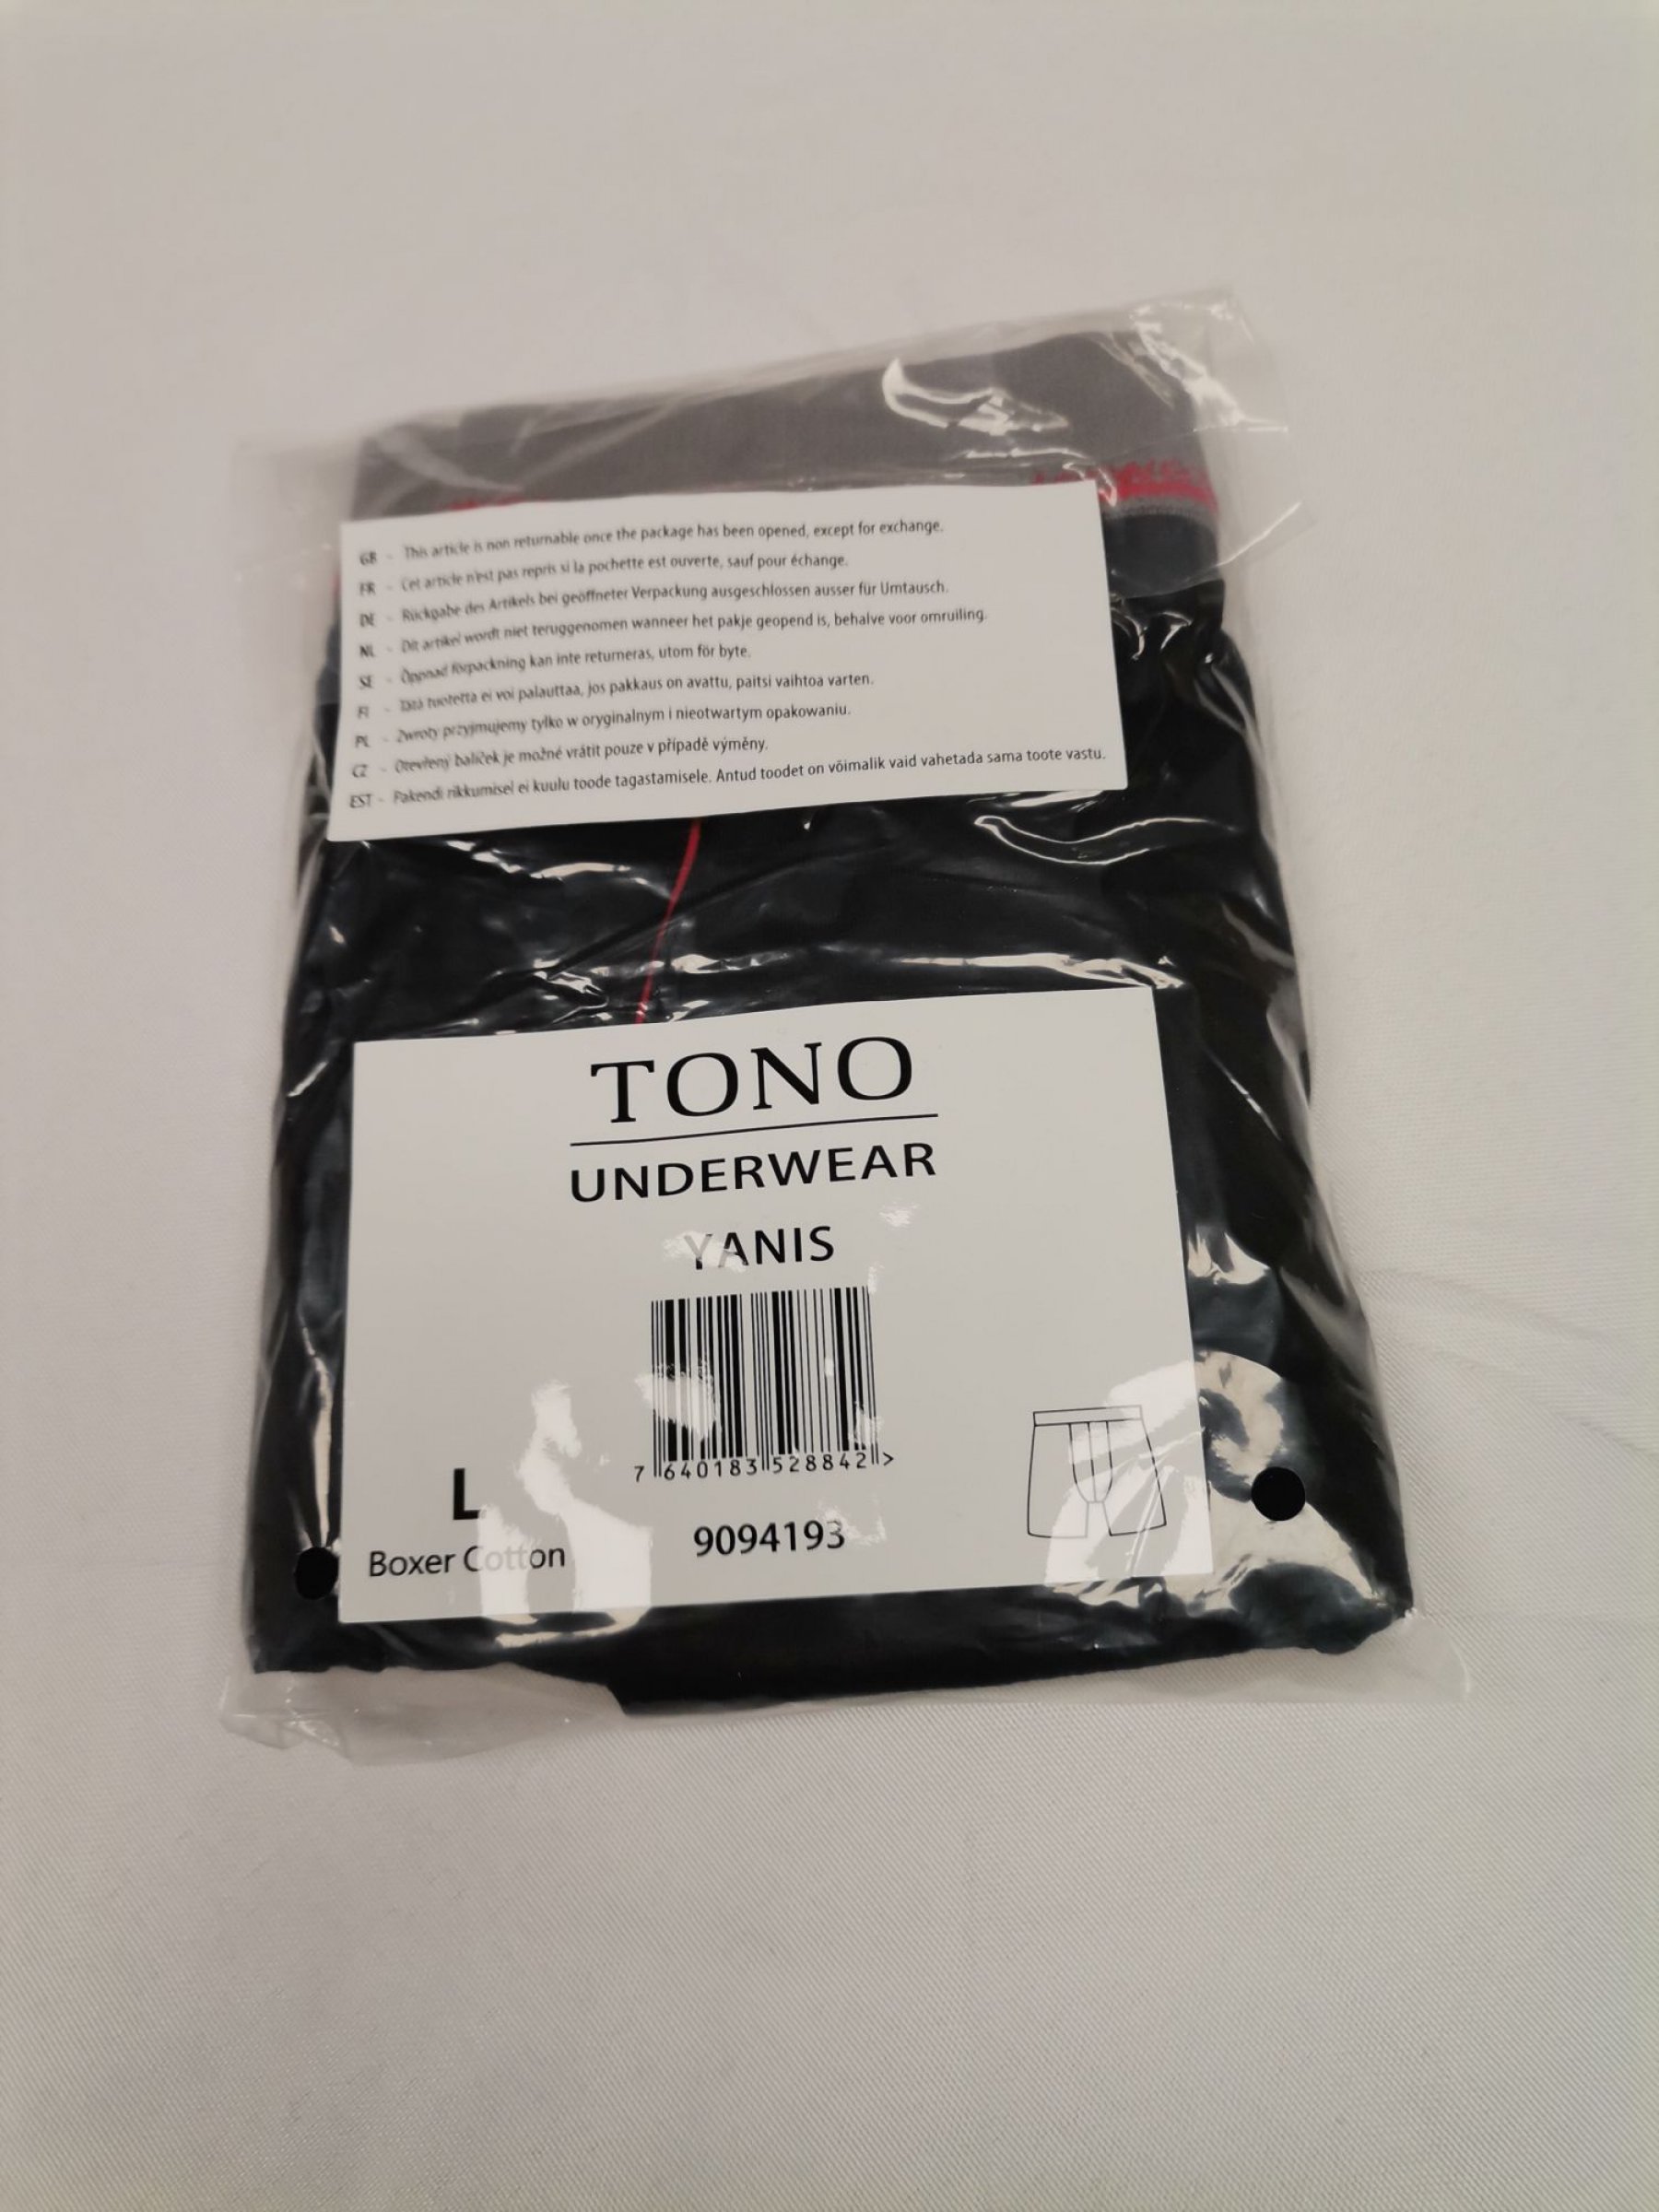 GB - This article is non returnable once the package has been opened, except for exchange.
FR - Cet article n'est pas repris si la pochette est ouverte, sauf pour échange.
DE - Rückgabe des Artikels bei geöffneter Verpackung ausgeschlossen ausser für Umtausch.
NL - Dit artikel wordt niet teruggenomen wanneer het pakje geopend is, behalve voor omruiling.
SE - Öppnad förpackning kan inte returneras, utom för byte.
FI - Tätä tuotetta ei voi palauttaa, jos pakkaus on avattu, paitsi vaihtoa varten.
PL - Zwroty przyjmujemy tylko w oryginalnym i nieotwartym opakowaniu.
CZ - Otevřený balíček je možné vrátit pouze v případě výměny.
EST - Pakendi rikkumisel ei kuulu toode tagastamisele. Antud toodet on võimalik vaid vahetada sama toote vastu.
TONO
UNDERWEAR
YANIS
7 640183 528842 >
L
Boxer Cotton
9094193